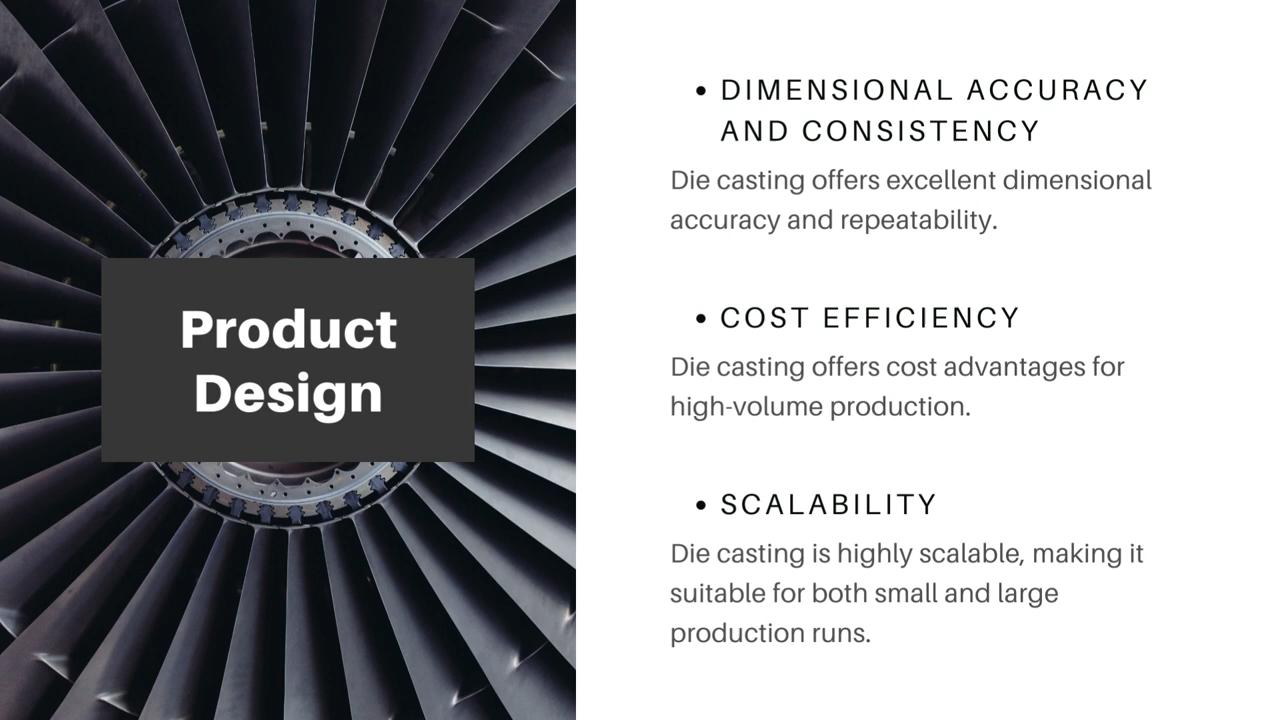 Product
Design
• DIMENSIONAL ACCURACY
AND CONSISTENCY
Die casting offers excellent dimensional
accuracy and repeatability.
• COST EFFICIENCY
Die casting offers cost advantages for
high-volume production.
• SCALABILITY
Die casting is highly scalable, making it
suitable for both small and large
production runs.